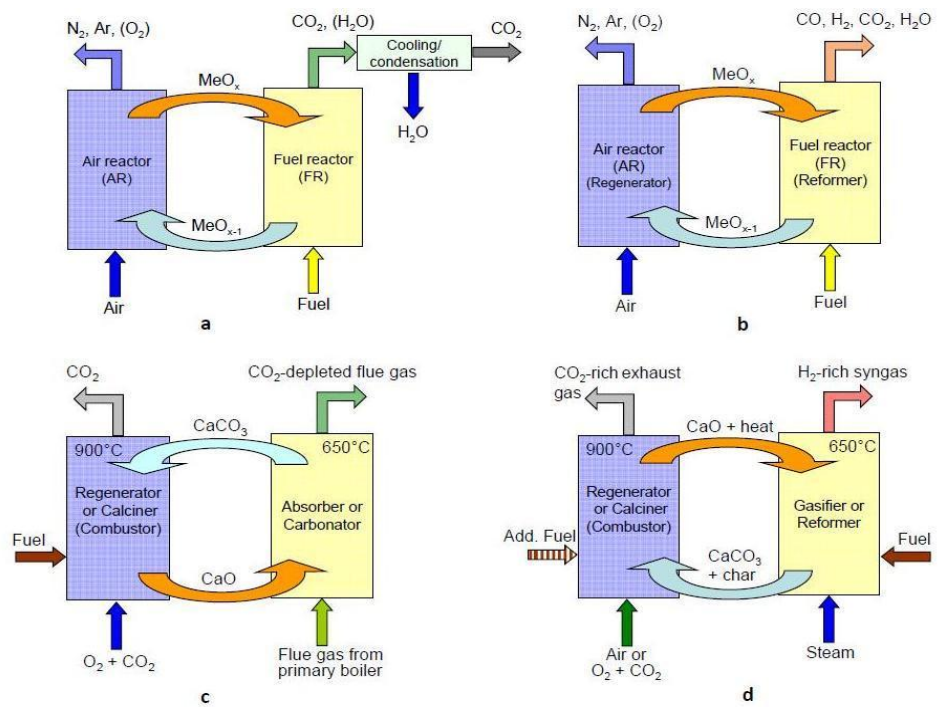 N₂, Ar, (O₂)
CO₂, (H₂O)
Cooling/
condensation
CO₂
H₂O
MeOₓ
Air reactor
(AR)
Fuel reactor
(FR)
MeOₓ₋₁
Air
Fuel
a
N₂, Ar, (O₂)
CO, H₂, CO₂, H₂O
MeOₓ
Air reactor
(AR)
(Regenerator)
Fuel reactor
(FR)
(Reformer)
MeOₓ₋₁
Air
Fuel
b
CO₂
CO₂-depleted flue gas
CaCO₃
900°C
650°C
Regenerator
or Calciner
(Combustor)
Absorber or
Carbonator
Fuel
CaO
O₂ + CO₂
Flue gas from
primary boiler
c
CO₂-rich exhaust
gas
H₂-rich syngas
CaO + heat
900°C
650°C
Regenerator
or Calciner
(Combustor)
Gasifier or
Reformer
Add. Fuel
Fuel
CaCO₃
+ char
Air or
O₂ + CO₂
Steam
d